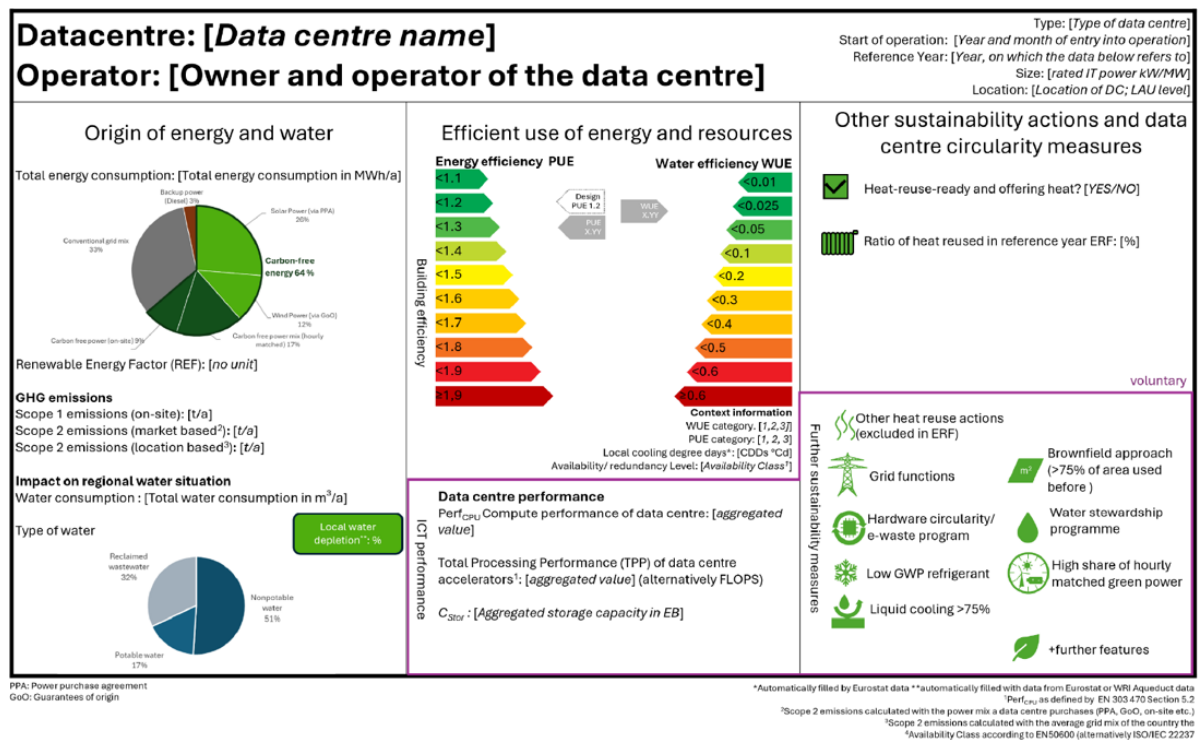 Datacentre: [Data centre name]
Operator: [Owner and operator of the data centre]
Type: [Type of data centre]
Start of operation: [Year and month of entry into operation]
Reference Year: [Year, on which the data below refers to]
Size: [rated IT power kW/MW]
Location: [Location of DC; LAU level]
Origin of energy and water
Total energy consumption: [Total energy consumption in MWh/a]
Backup power
(Diesel) 3%
Solar Power (via PPA)
26%
Conventional grid mix
33%
Carbon-free
energy 64 %
Wind Power [via GoO]
12%
Carbon free power (on-site) 9%
Carbon free power mix (hourly
matched) 17%
Renewable Energy Factor (REF): [no unit]
GHG emissions
Scope 1 emissions (on-site): [t/a]
Scope 2 emissions (market based²): [t/a]
Scope 2 emissions (location based³): [t/a]
Impact on regional water situation
Water consumption : [Total water consumption in m³/a]
Type of water
Local water
depletion**: %
Reclaimed
wastewater
32%
Nonpotable
water
51%
Potable water
17%
Efficient use of energy and resources
Energy efficiency PUE
Water efficiency WUE
Building efficiency
<1.1
<1.2
<1.3
<1.4
<1.5
<1.6
<1.7
<1.8
<1.9
≥1.9
Design
PUE 1.2
PUE
X.YY
WUE
X.YY
<0.01
<0.025
<0.05
<0.1
<0.2
<0.3
<0.4
<0.5
<0.6
≥0.6
Context information
WUE category. [1,2,3]]
PUE category: [1, 2, 3]
Local cooling degree days*: [CDDs °Cd]
Availability/ redundancy Level: [Availability Class⁷]
ICT performance
Data centre performance
Perf_CPU Compute performance of data centre: [aggregated
value]
Total Processing Performance (TPP) of data centre
accelerators¹: [aggregated value] (alternatively FLOPS)
C_Stor : [Aggregated storage capacity in EB]
Other sustainability actions and data
centre circularity measures
Heat-reuse-ready and offering heat? [YES/NO]
Ratio of heat reused in reference year ERF: [%]
voluntary
Further sustainability measures
Other heat reuse actions
(excluded in ERF)
Grid functions
Hardware circularity/
e-waste program
Low GWP refrigerant
Liquid cooling >75%
m²
Brownfield approach
(>75% of area used
before )
Water stewardship
programme
High share of hourly
matched green power
+further features
PPA: Power purchase agreement
GoO: Guarantees of origin
*Automatically filled by Eurostat data **automatically filled with data from Eurostat or WRI Aqueduct data
¹Perf_CPU as defined by EN 303 470 Section 5.2
²Scope 2 emissions calculated with the power mix a data centre purchases (PPA, GoO, on-site etc.)
³Scope 2 emissions calculated with the average grid mix of the country the
⁴Availability Class according to EN50600 (alternatively ISO/IEC 22237